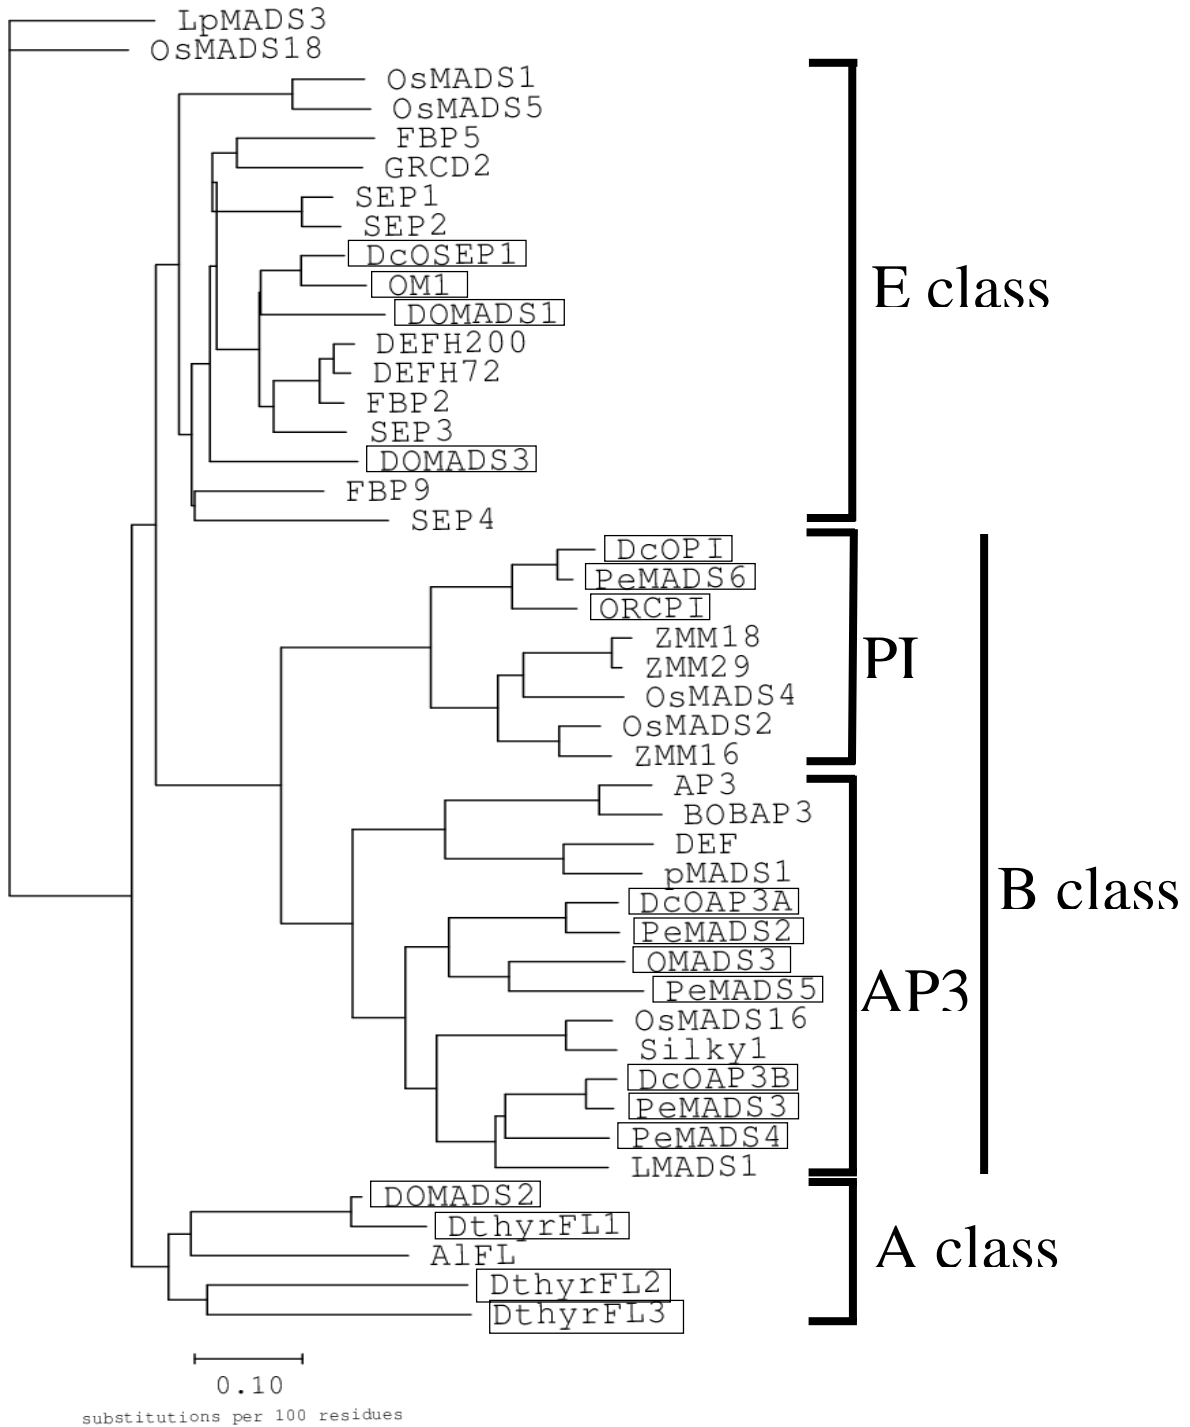 LpMADS3
OsMADS18
OsMADS1
OsMADS5
FBP5
GRCD2
SEP1
SEP2
DcOSEP1
OM1
DOMADS1
DEFH200
DEFH72
FBP2
SEP3
DOMADS3
FBP9
SEP4
E class
DcOPI
PeMADS6
ORCPI
ZMM18
ZMM29
OsMADS4
OsMADS2
ZMM16
PI
AP3
BOBAP3
DEF
pMADS1
DcOAP3A
PeMADS2
OMADS3
PeMADS5
OsMADS16
Silky1
DcOAP3B
PeMADS3
PeMADS4
LMADS1
AP3
B class
DOMADS2
DthyrFL1
AlFL
DthyrFL2
DthyrFL3
A class
0.10
substitutions per 100 residues